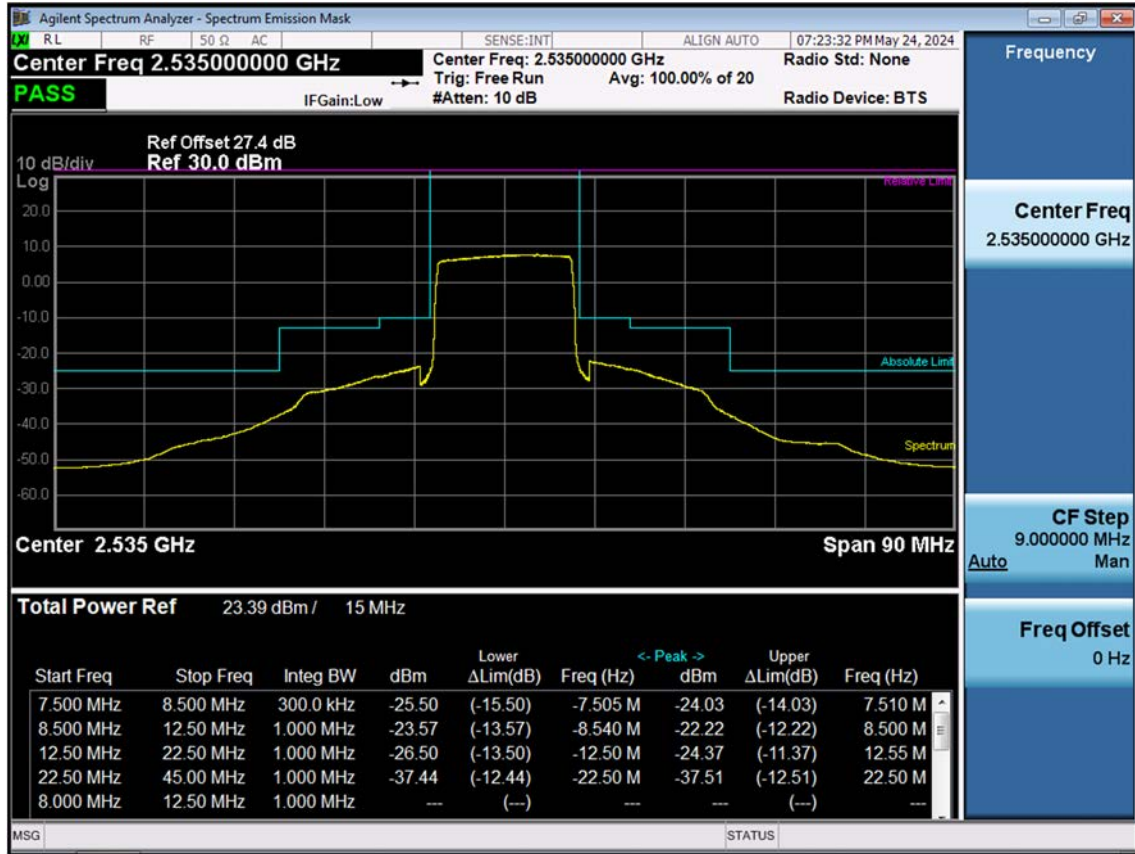 Agilent Spectrum Analyzer - Spectrum Emission Mask
LXI RL RF 50 Ω AC SENSE:INT ALIGN AUTO 07:23:32 PM May 24, 2024
Center Freq 2.535000000 GHz Center Freq: 2.535000000 GHz Radio Std: None
Trig: Free Run Avg: 100.00% of 20
PASS IFGain:Low #Atten: 10 dB Radio Device: BTS
Ref Offset 27.4 dB
10 dB/div Ref 30.0 dBm
Log
Relative Limit
20.0
10.0
0.00
-10.0
-20.0
Absolute Limit
-30.0
-40.0
Spectrum
-50.0
-60.0
Center 2.535 GHz Span 90 MHz
Total Power Ref 23.39 dBm / 15 MHz
Lower <- Peak -> Upper
Start Freq Stop Freq Integ BW dBm ΔLim(dB) Freq (Hz) dBm ΔLim(dB) Freq (Hz)
7.500 MHz 8.500 MHz 300.0 kHz -25.50 (-15.50) -7.505 M -24.03 (-14.03) 7.510 M
8.500 MHz 12.50 MHz 1.000 MHz -23.57 (-13.57) -8.540 M -22.22 (-12.22) 8.500 M
12.50 MHz 22.50 MHz 1.000 MHz -26.50 (-13.50) -12.50 M -24.37 (-11.37) 12.55 M
22.50 MHz 45.00 MHz 1.000 MHz -37.44 (-12.44) -22.50 M -37.51 (-12.51) 22.50 M
8.000 MHz 12.50 MHz 1.000 MHz --- (---) --- --- (---) ---
MSG STATUS
Frequency
Center Freq
2.535000000 GHz
CF Step
9.000000 MHz
Auto Man
Freq Offset
0 Hz